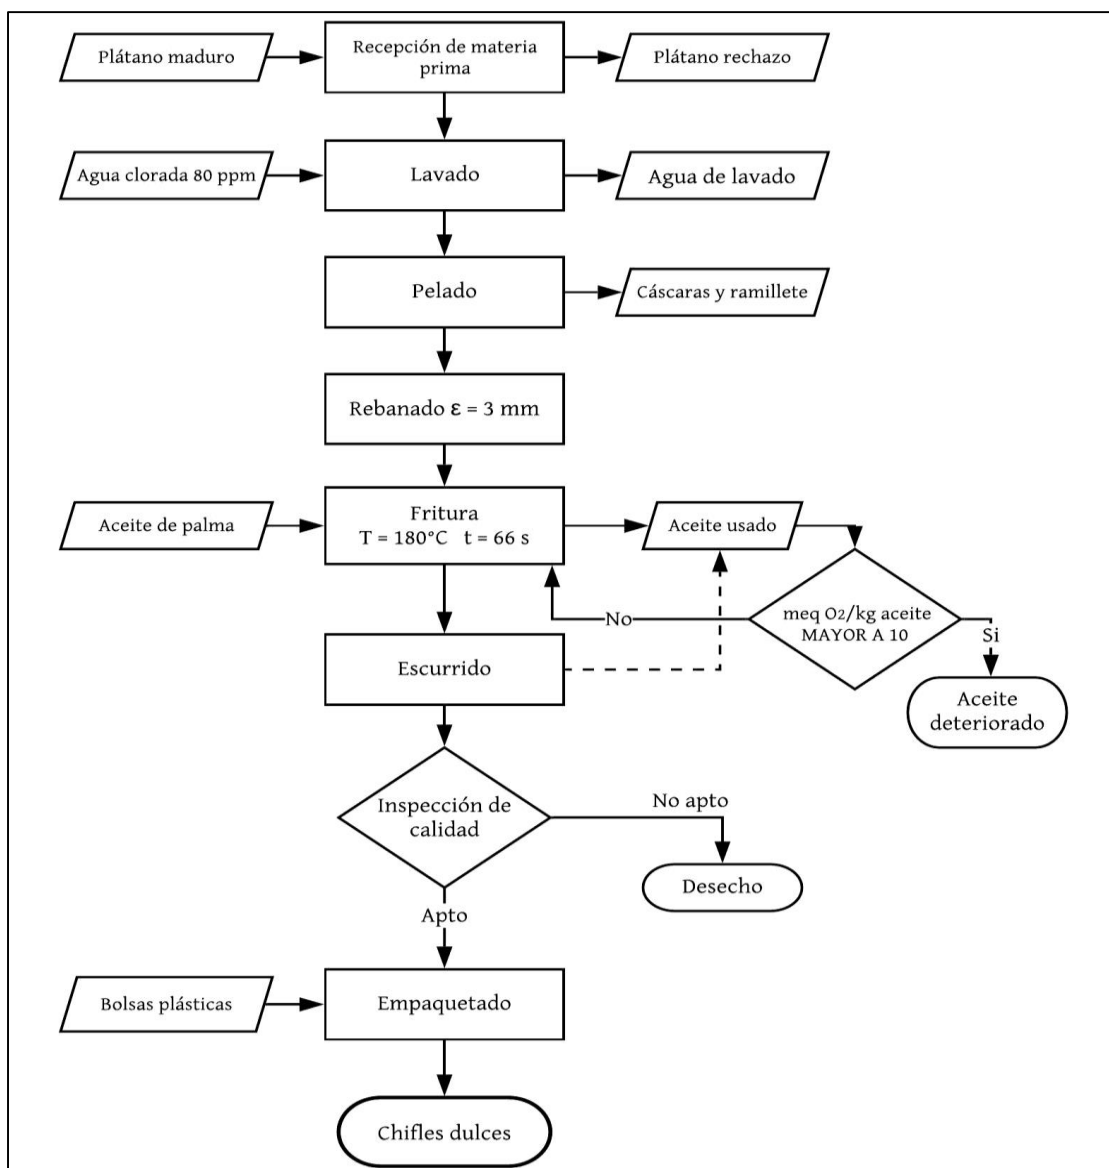 Plátano maduro
Recepción de materia
prima
Plátano rechazo
Agua clorada 80 ppm
Lavado
Agua de lavado
Pelado
Cáscaras y ramillete
Rebanado ε = 3 mm
Aceite de palma
Fritura
T = 180°C t = 66 s
Aceite usado
meq O2/kg aceite
MAYOR A 10
No
Si
Escurrido
Aceite
deteriorado
Inspección de
calidad
No apto
Desecho
Apto
Bolsas plásticas
Empaquetado
Chifles dulces